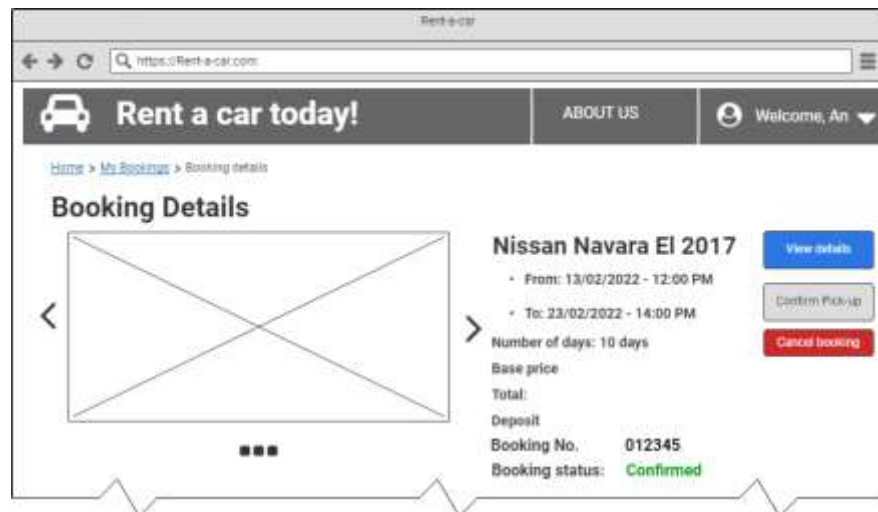 Rent-a-car
https://Rent-a-car.com
Rent a car today!
ABOUT US
Welcome, An
Home > My Bookings > Booking details
Booking Details
Nissan Navara El 2017
• From: 13/02/2022 - 12:00 PM
• To: 23/02/2022 - 14:00 PM
Number of days: 10 days
Base price
Total:
Deposit
Booking No. 012345
Booking status: Confirmed
View details
Confirm Pick-up
Cancel booking